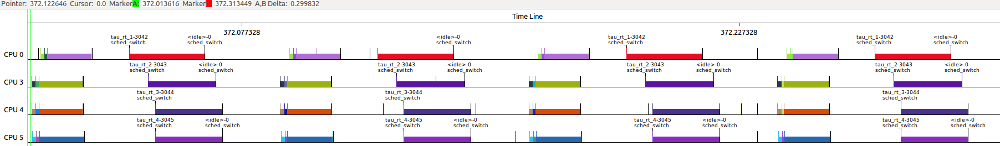 Pointer: 372.122646 Cursor: 0.0 MarkerA: 372.013616 Marker 372.313449 A,B Delta: 0.299832
Time Line
372.077328 372.227328
tau_rt_1-3042 <idle>-0 <idle>-0 tau_rt_1-3042 tau_rt_1-3042 <idle>-0
sched_switch sched_switch sched_switch sched_switch sched_switch sched_switch
CPU 0
tau_rt_2-3043 <idle>-0 tau_rt_2-3043 <idle>-0 tau_rt_2-3043 <idle>-0 tau_rt_2-3043 <idle>-0
sched_switch sched_switch sched_switch sched_switch sched_switch sched_switch sched_switch sched_switch
CPU 3
tau_rt_3-3044 tau_rt_3-3044 tau_rt_3-3044
sched_switch sched_switch sched_switch
CPU 4
tau_rt_4-3045 <idle>-0 tau_rt_4-3045 <idle>-0 tau_rt_4-3045 <idle>-0 tau_rt_4-3045 <idle>-0
sched_switch sched_switch sched_switch sched_switch sched_switch sched_switch sched_switch sched_switch
CPU 5